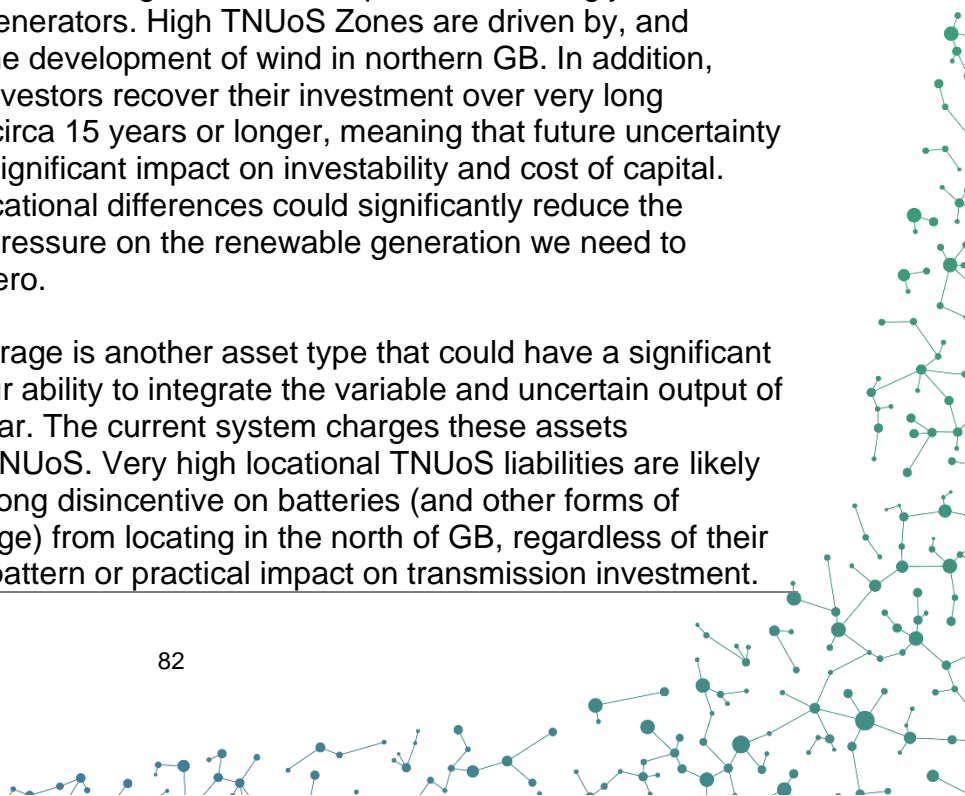 enerators. High TNUoS Zones are driven by, and
ne development of wind in northern GB. In addition,
vestors recover their investment over very long
circa 15 years or longer, meaning that future uncertainty
ignificant impact on investability and cost of capital.
cational differences could significantly reduce the
ressure on the renewable generation we need to
ero.
rage is another asset type that could have a significant
ur ability to integrate the variable and uncertain output of
ar. The current system charges these assets
NUoS. Very high locational TNUoS liabilities are likely
ong disincentive on batteries (and other forms of
ge) from locating in the north of GB, regardless of their
pattern or practical impact on transmission investment.
82